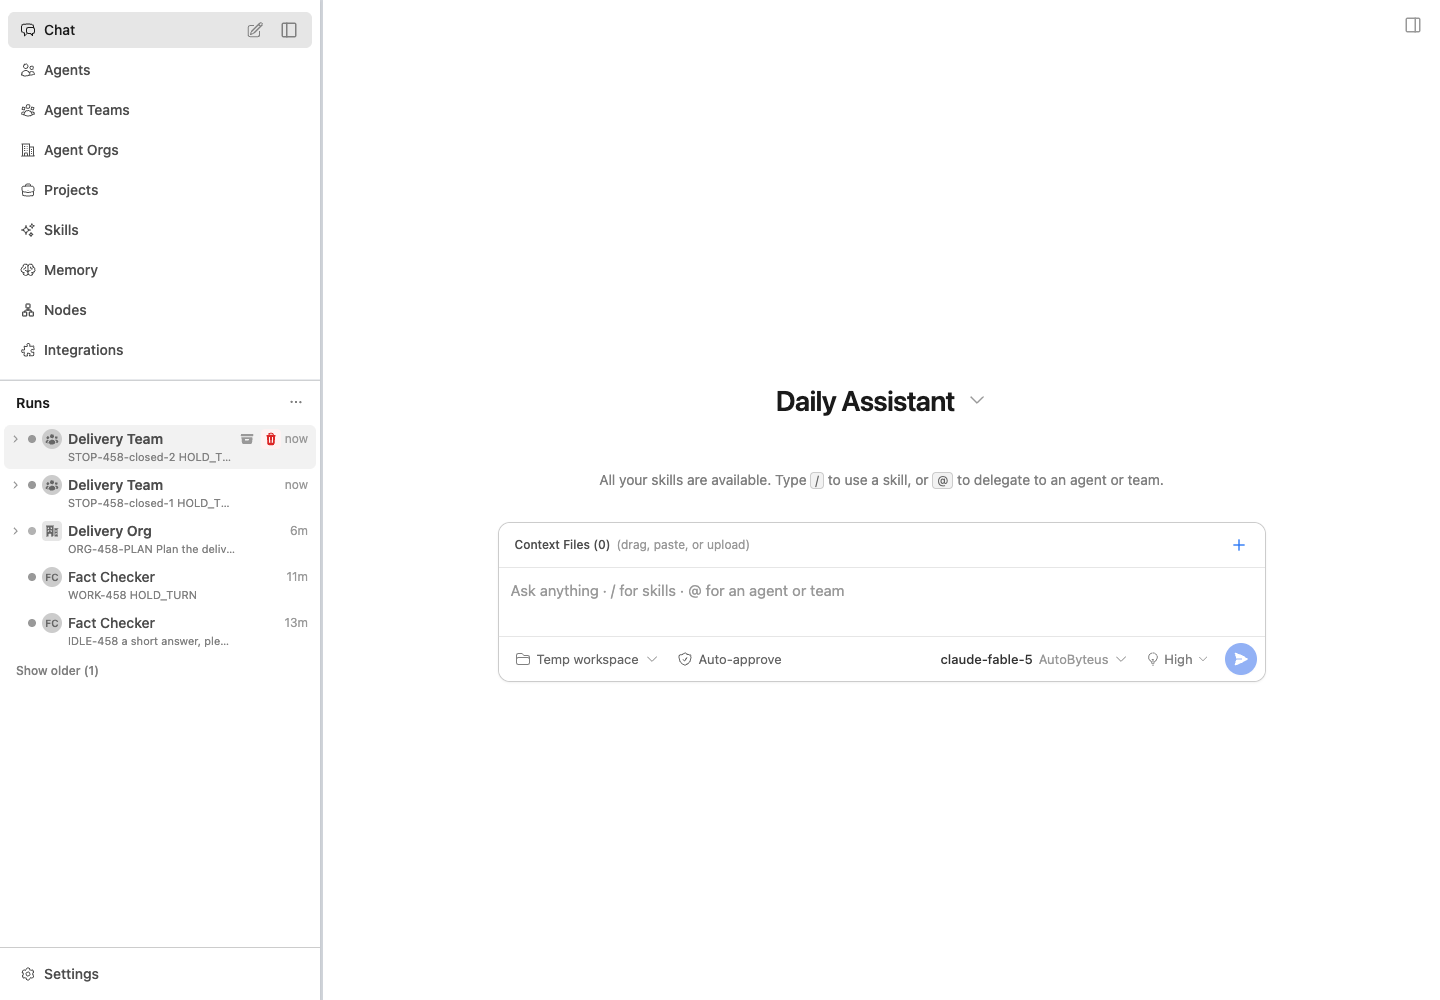 Chat
Agents
Agent Teams
Agent Orgs
Projects
Skills
Memory
Nodes
Integrations
Runs
Delivery Team now
STOP-458-closed-2 HOLD_T...
Delivery Team now
STOP-458-closed-1 HOLD_T...
Delivery Org 6m
ORG-458-PLAN Plan the deliv...
FC Fact Checker 11m
WORK-458 HOLD_TURN
FC Fact Checker 13m
IDLE-458 a short answer, ple...
Show older (1)
Settings
Daily Assistant
All your skills are available. Type / to use a skill, or @ to delegate to an agent or team.
Context Files (0) (drag, paste, or upload)
Ask anything · / for skills · @ for an agent or team
Temp workspace Auto-approve claude-fable-5 AutoByteus High